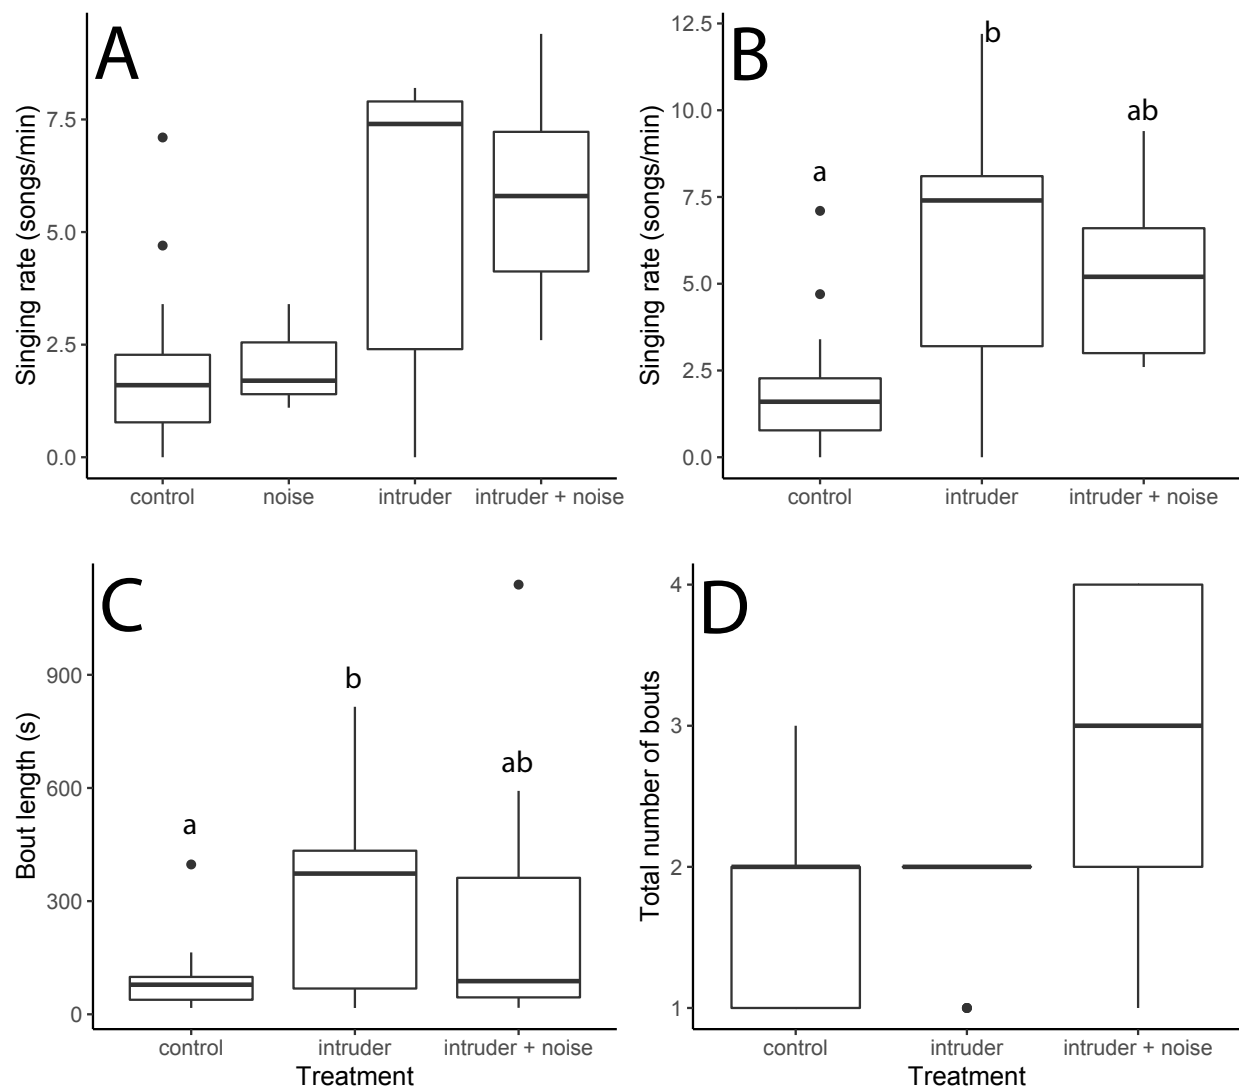 A
Singing rate (songs/min)
7.5
5.0
2.5
0.0
control noise intruder intruder + noise
B
Singing rate (songs/min)
12.5
10.0
7.5
5.0
2.5
0.0
a
b
ab
control intruder intruder + noise
C
Bout length (s)
900
600
300
0
a
b
ab
control intruder intruder + noise
Treatment
D
Total number of bouts
4
3
2
1
control intruder intruder + noise
Treatment